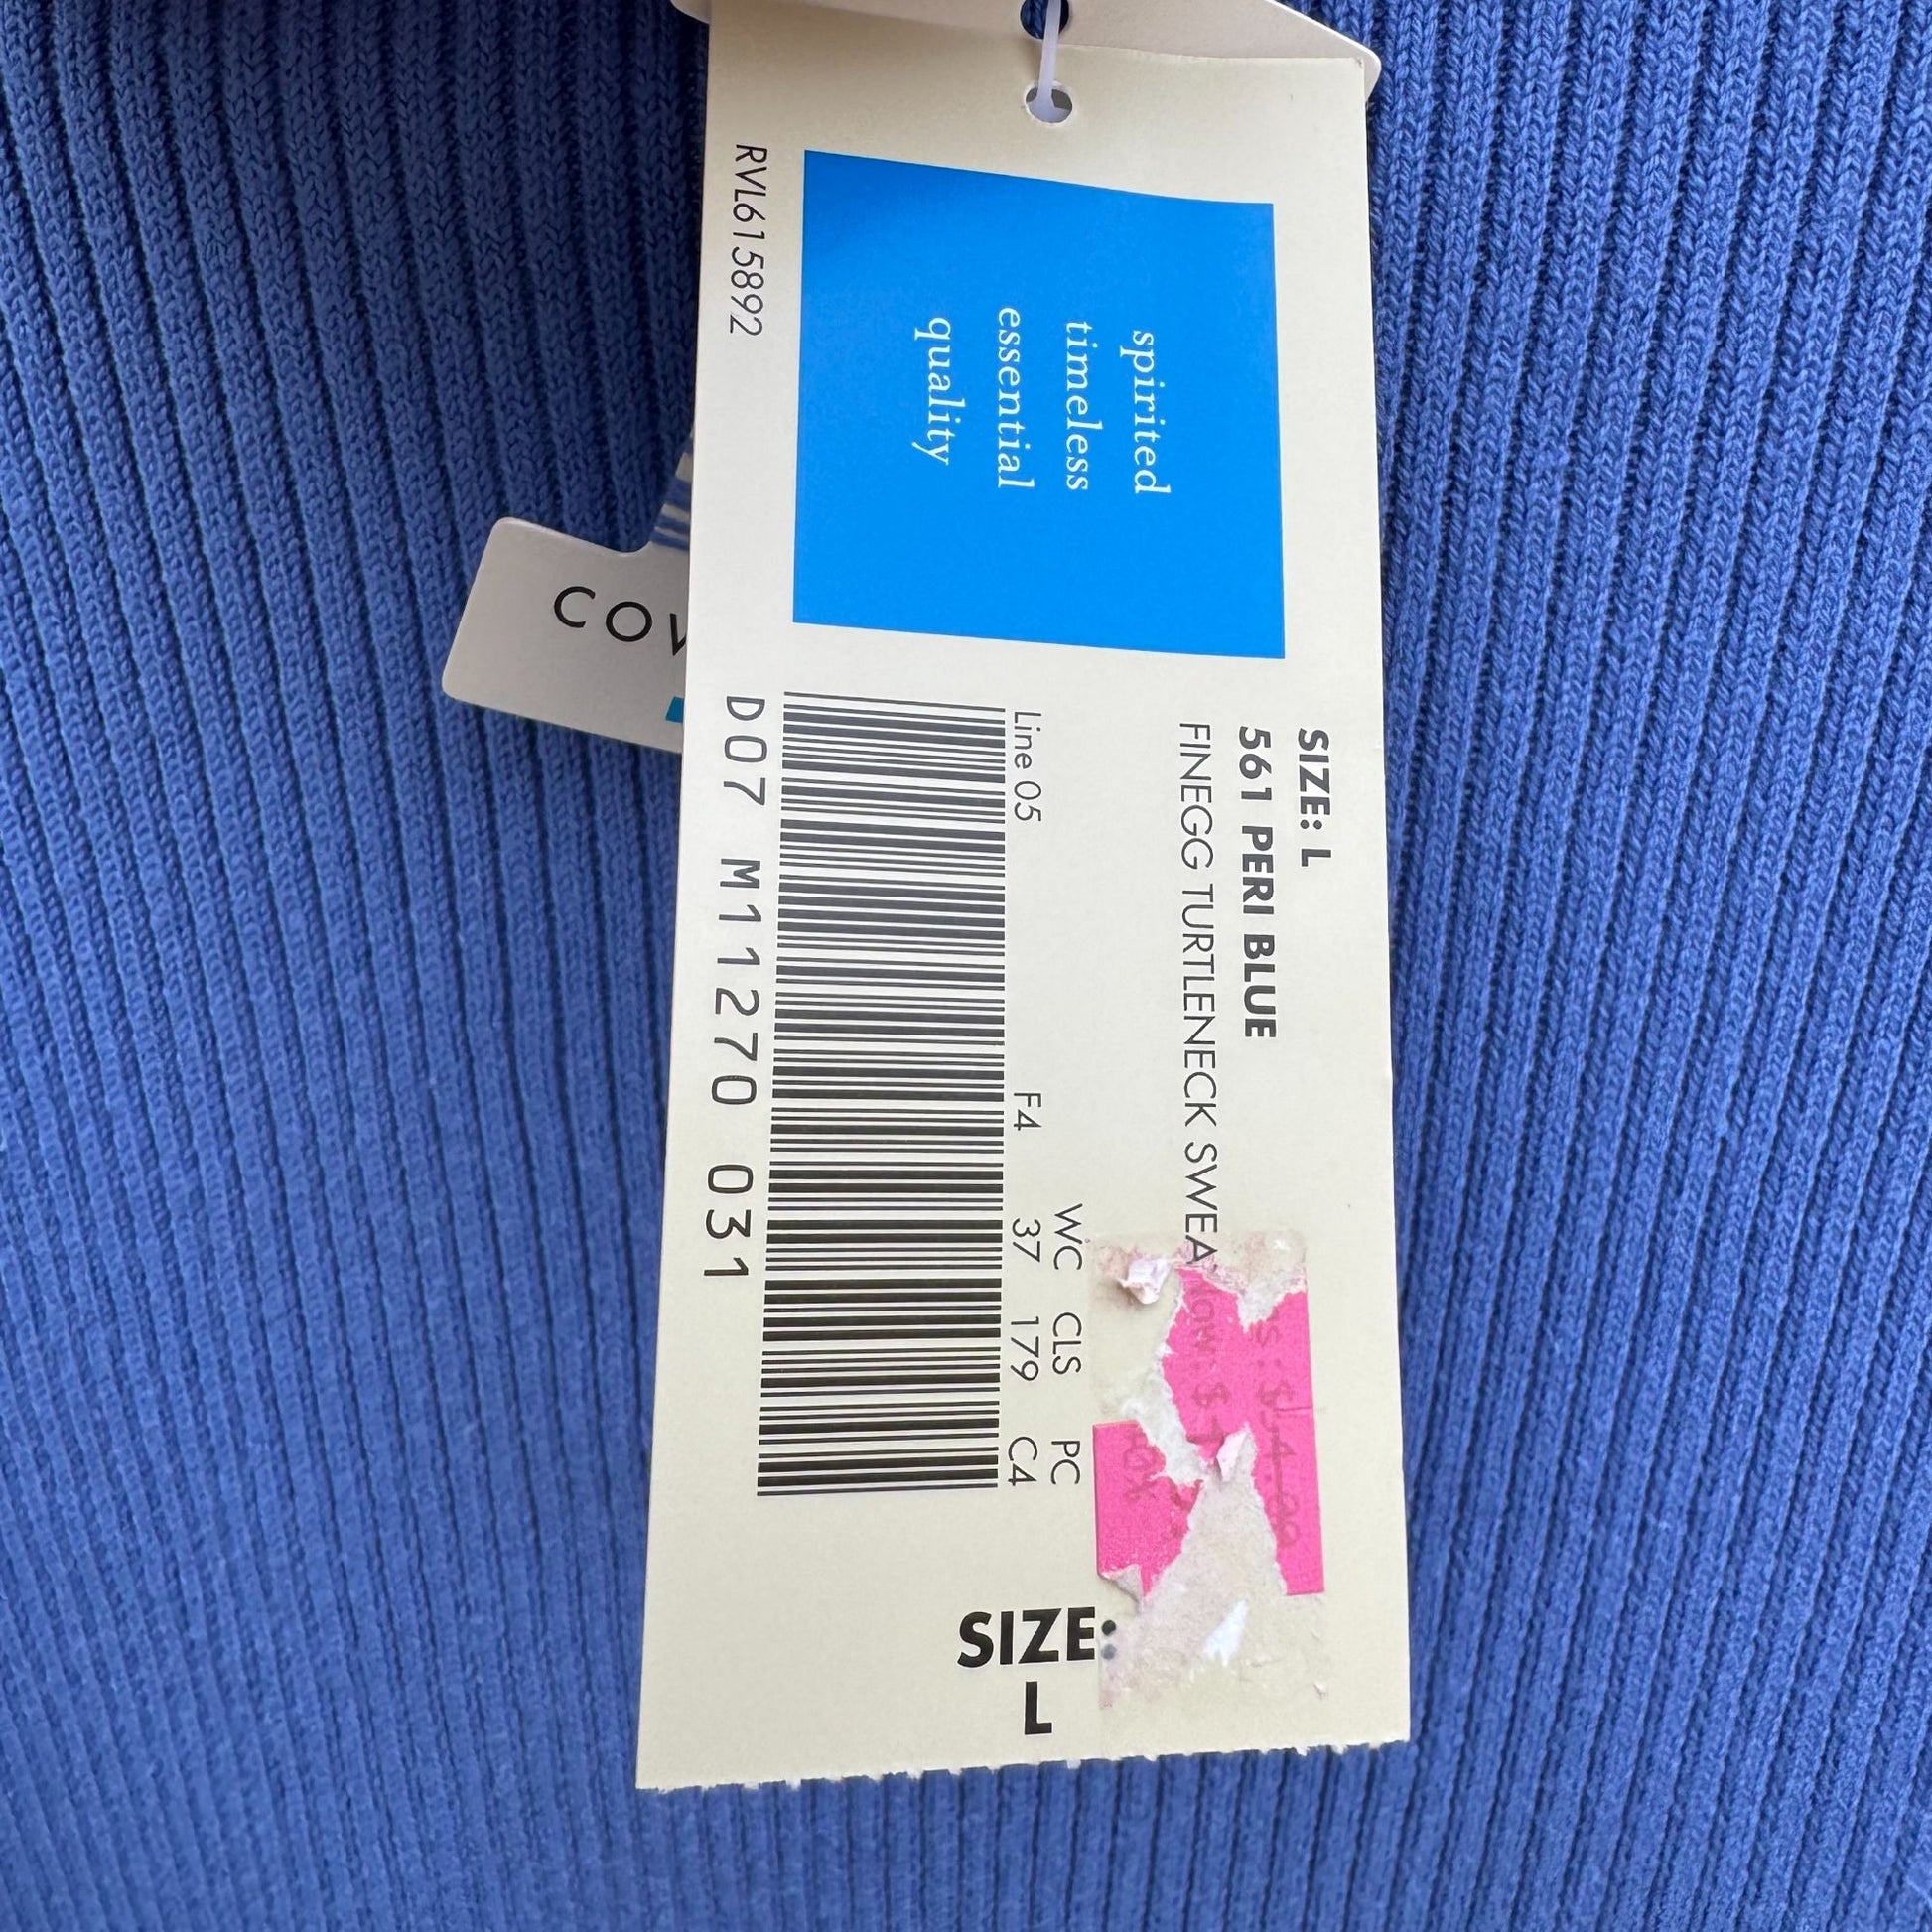 spirited
timeless
essential
quality
RVL615892
COV
SIZE: L
561 PERI BLUE
FINEGG TURTLENECK SWEA
WC CLS PC
Line 05 F4 37 179 C4
D07 M11270 031
SIZE:
L